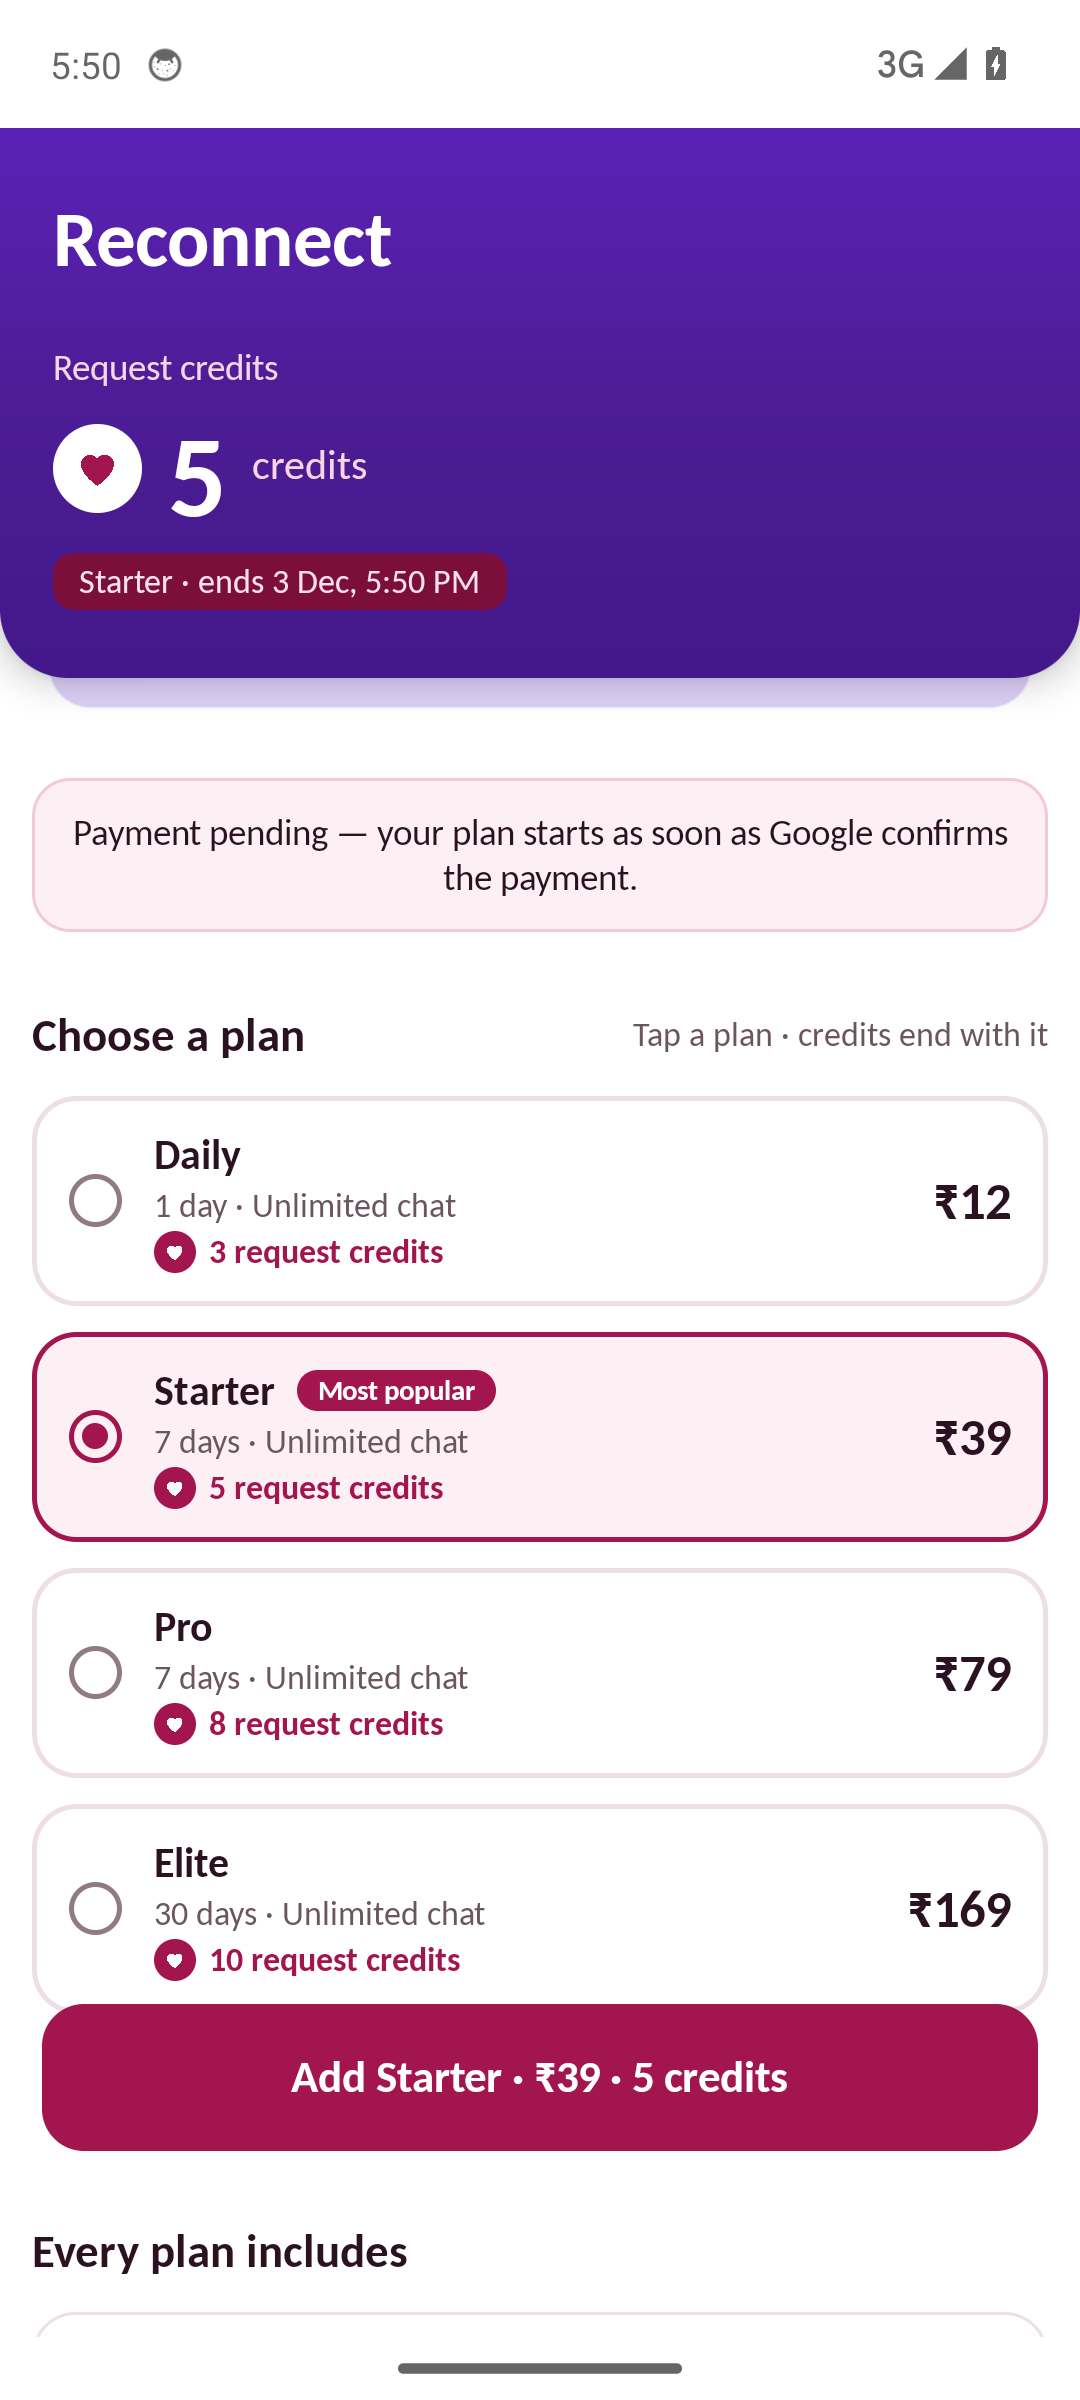 5:50
3G
Reconnect
Request credits
5 credits
Starter · ends 3 Dec, 5:50 PM
Payment pending — your plan starts as soon as Google confirms
the payment.
Choose a plan
Tap a plan · credits end with it
Daily
1 day · Unlimited chat
3 request credits
₹12
Starter
Most popular
7 days · Unlimited chat
5 request credits
₹39
Pro
7 days · Unlimited chat
8 request credits
₹79
Elite
30 days · Unlimited chat
10 request credits
₹169
Add Starter · ₹39 · 5 credits
Every plan includes